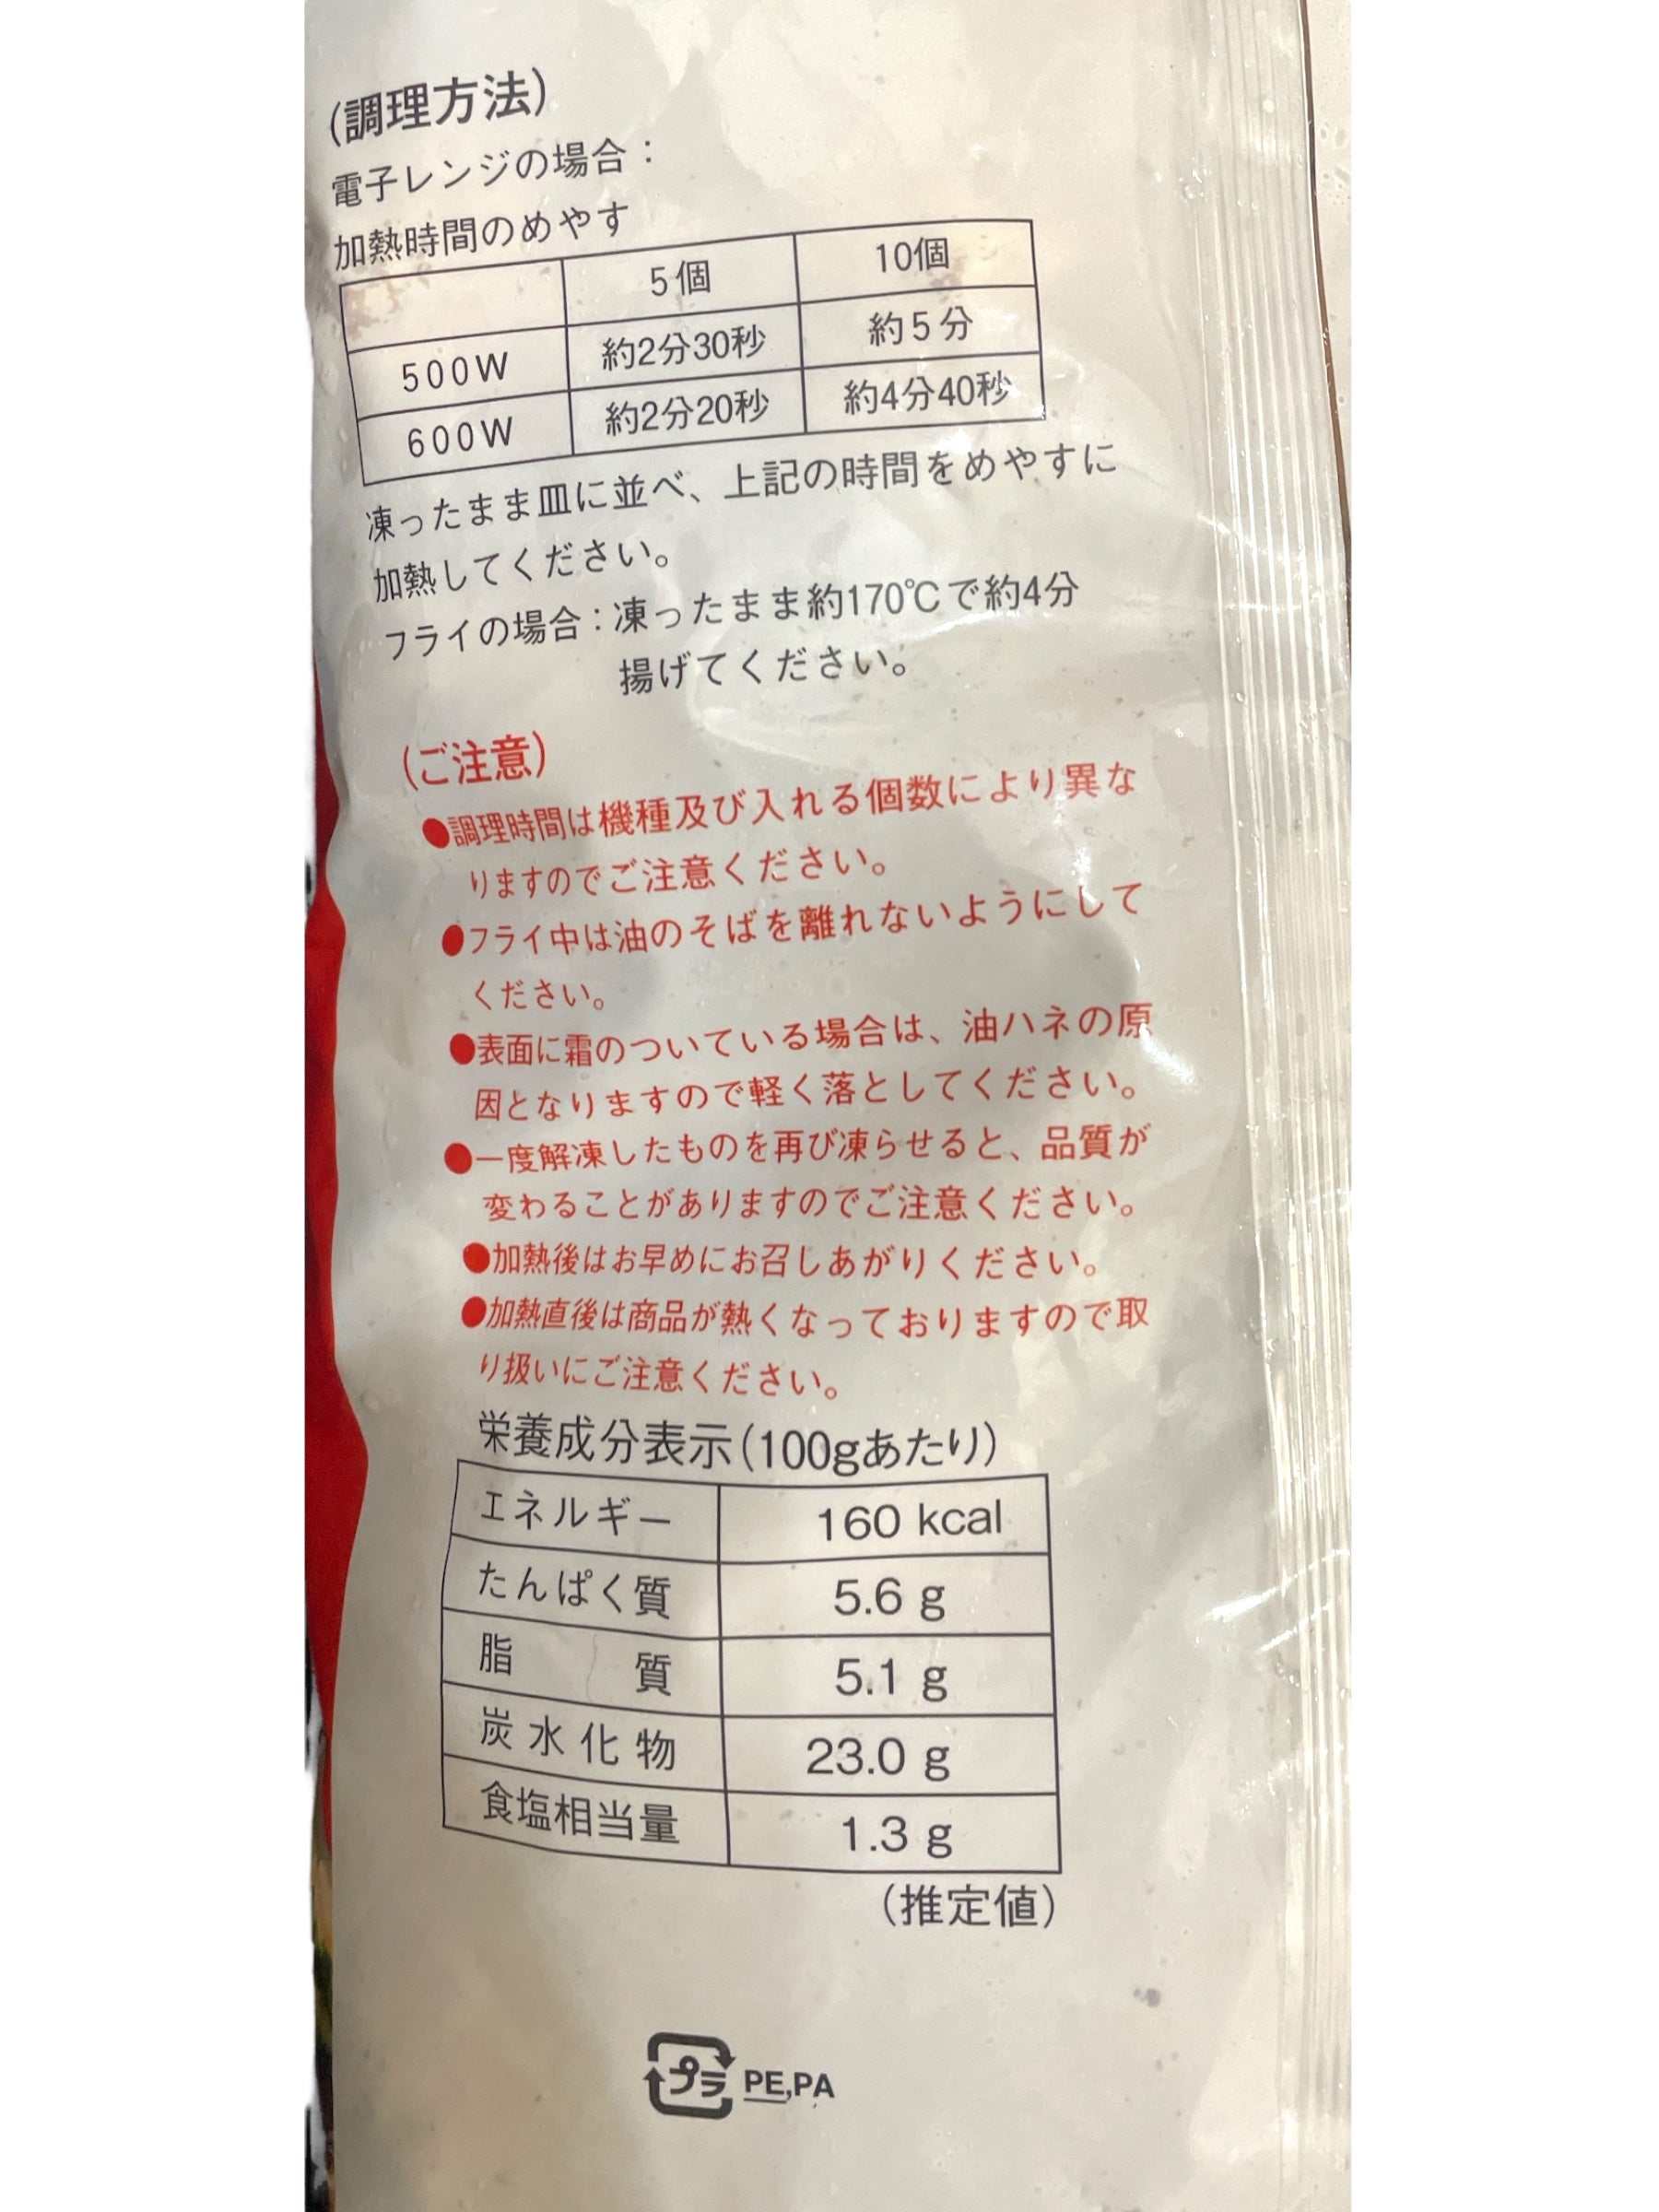 (調理方法)
電子レンジの場合：
加熱時間のめやす
5個 10個
500W 約2分30秒 約5分
600W 約2分20秒 約4分40秒
凍ったまま皿に並べ、上記の時間をめやすに
加熱してください。
フライの場合：凍ったまま約170℃で約4分
揚げてください。
(ご注意)
●調理時間は機種及び入れる個数により異な
りますのでご注意ください。
●フライ中は油のそばを離れないようにして
ください。
●表面に霜のついている場合は、油ハネの原
因となりますので軽く落としてください。
●一度解凍したものを再び凍らせると、品質が
変わることがありますのでご注意ください。
●加熱後はお早めにお召しあがりください。
●加熱直後は商品が熱くなっておりますので取
り扱いにご注意ください。
栄養成分表示(100gあたり)
エネルギー 160 kcal
たんぱく質 5.6 g
脂質 5.1 g
炭水化物 23.0 g
食塩相当量 1.3 g
(推定値)
プラ PE,PA